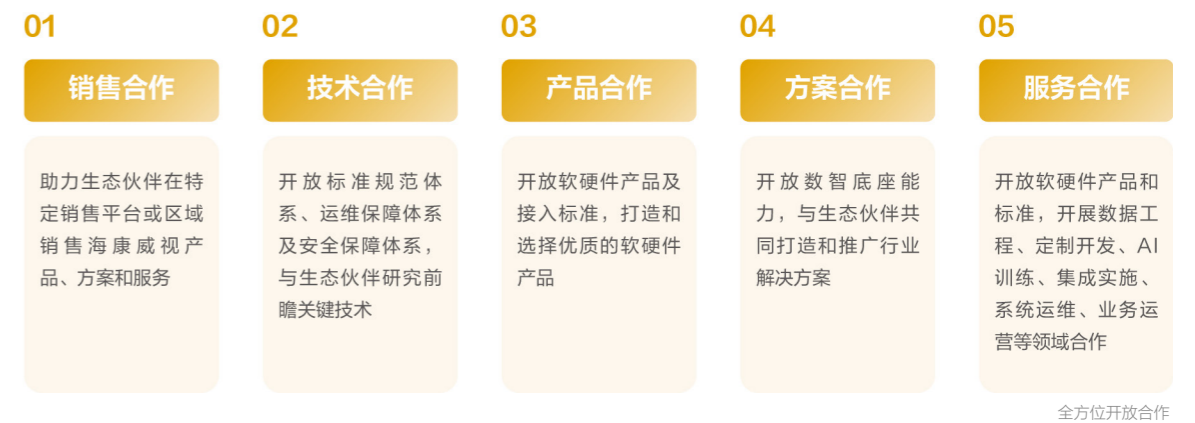 01
销售合作
助力生态伙伴在特
定销售平台或区域
销售海康威视产
品、方案和服务
02
技术合作
开放标准规范体
系、运维保障体系
及安全保障体系，
与生态伙伴研究前
瞻关键技术
03
产品合作
开放软硬件产品及
接入标准，打造和
选择优质的软硬件
产品
04
方案合作
开放数智底座能
力，与生态伙伴共
同打造和推广行业
解决方案
05
服务合作
开放软硬件产品和
标准，开展数据工
程、定制开发、AI
训练、集成实施、
系统运维、业务运
营等领域合作
全方位开放合作